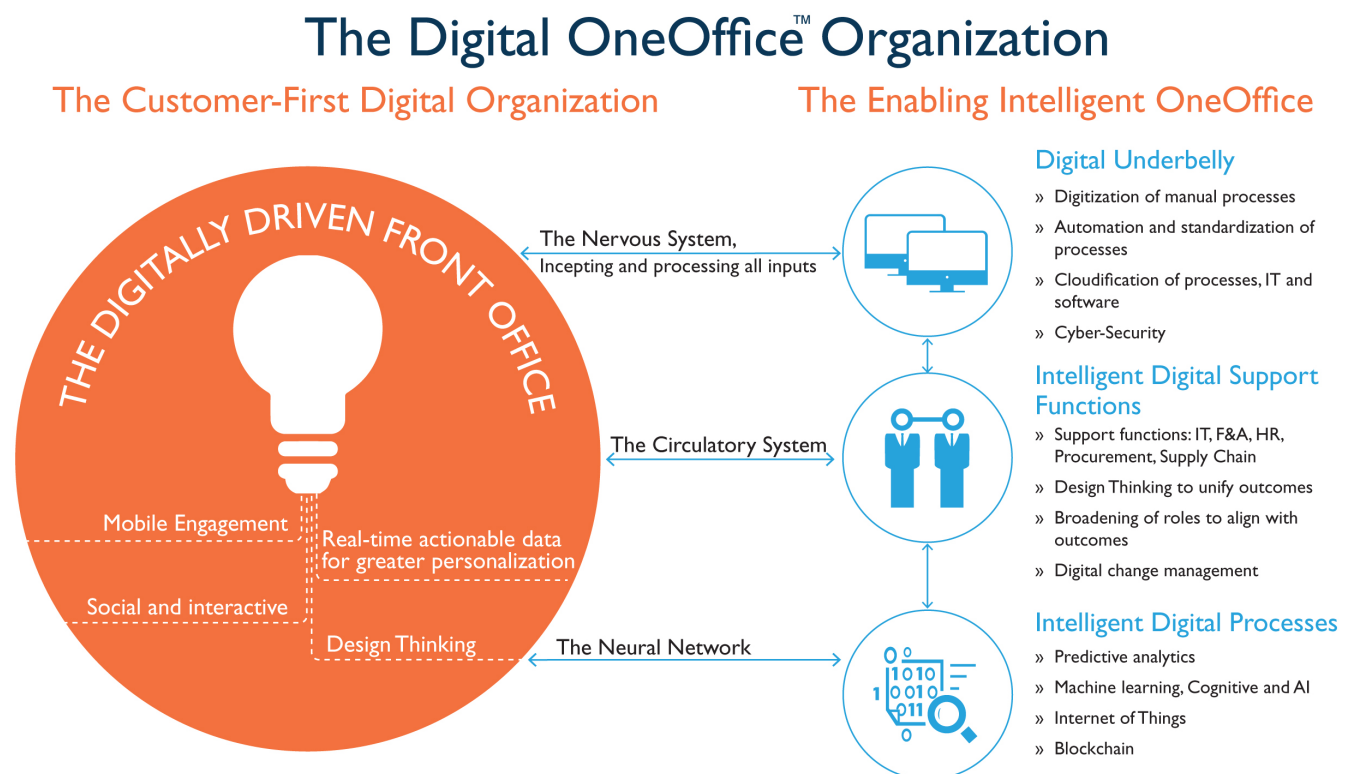 The Digital OneOffice™ Organization
The Customer-First Digital Organization
The Enabling Intelligent OneOffice
THE DIGITALLY DRIVEN FRONT OFFICE
Mobile Engagement
Real-time actionable data
for greater personalization
Social and interactive
Design Thinking
The Nervous System,
Incepting and processing all inputs
The Circulatory System
The Neural Network
Digital Underbelly
» Digitization of manual processes
» Automation and standardization of
processes
» Cloudification of processes, IT and
software
» Cyber-Security
Intelligent Digital Support
Functions
» Support functions: IT, F&A, HR,
Procurement, Supply Chain
» Design Thinking to unify outcomes
» Broadening of roles to align with
outcomes
» Digital change management
Intelligent Digital Processes
» Predictive analytics
» Machine learning, Cognitive and AI
» Internet of Things
» Blockchain
1010
1 0010
011